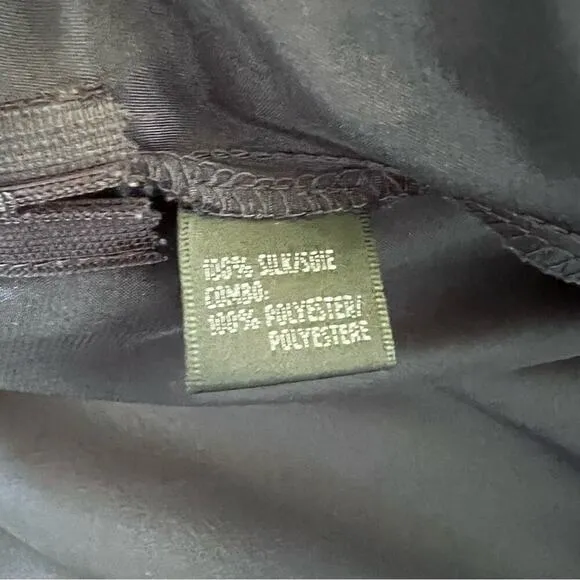 100% SILK/SOIE
COMBO:
100% POLYESTER/
POLYESTERE